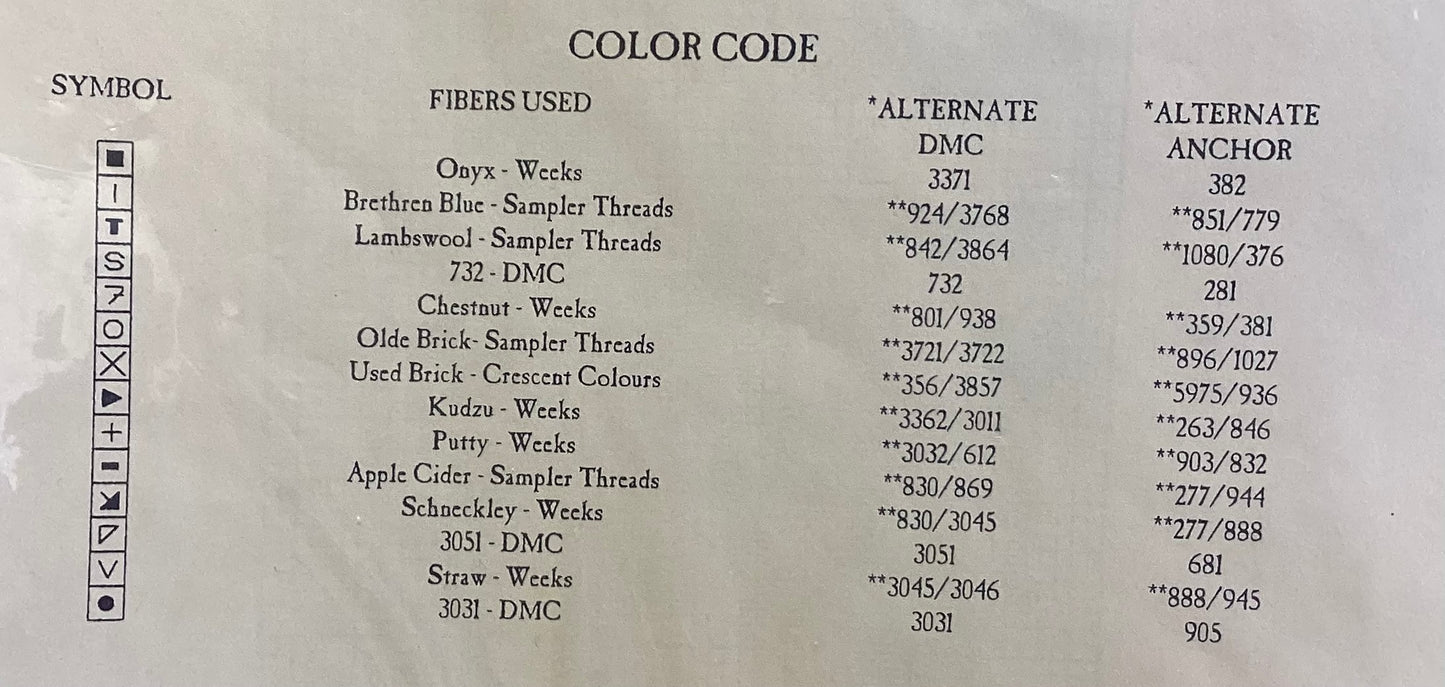 COLOR CODE
SYMBOL FIBERS USED *ALTERNATE DMC *ALTERNATE ANCHOR
■ Onyx - Weeks 3371 382
| Brethren Blue - Sampler Threads **924/3768 **851/779
T Lambswool - Sampler Threads **842/3864 **1080/376
S 732 - DMC 732 281
7 Chestnut - Weeks **801/938 **359/381
O Olde Brick- Sampler Threads **3721/3722 **896/1027
X Used Brick - Crescent Colours **356/3857 **5975/936
▶ Kudzu - Weeks **3362/3011 **263/846
+ Putty - Weeks **3032/612 **903/832
▬ Apple Cider - Sampler Threads **830/869 **277/944
Schneckley - Weeks **830/3045 **277/888
3051 - DMC 3051 681
V Straw - Weeks **3045/3046 **888/945
● 3031 - DMC 3031 905